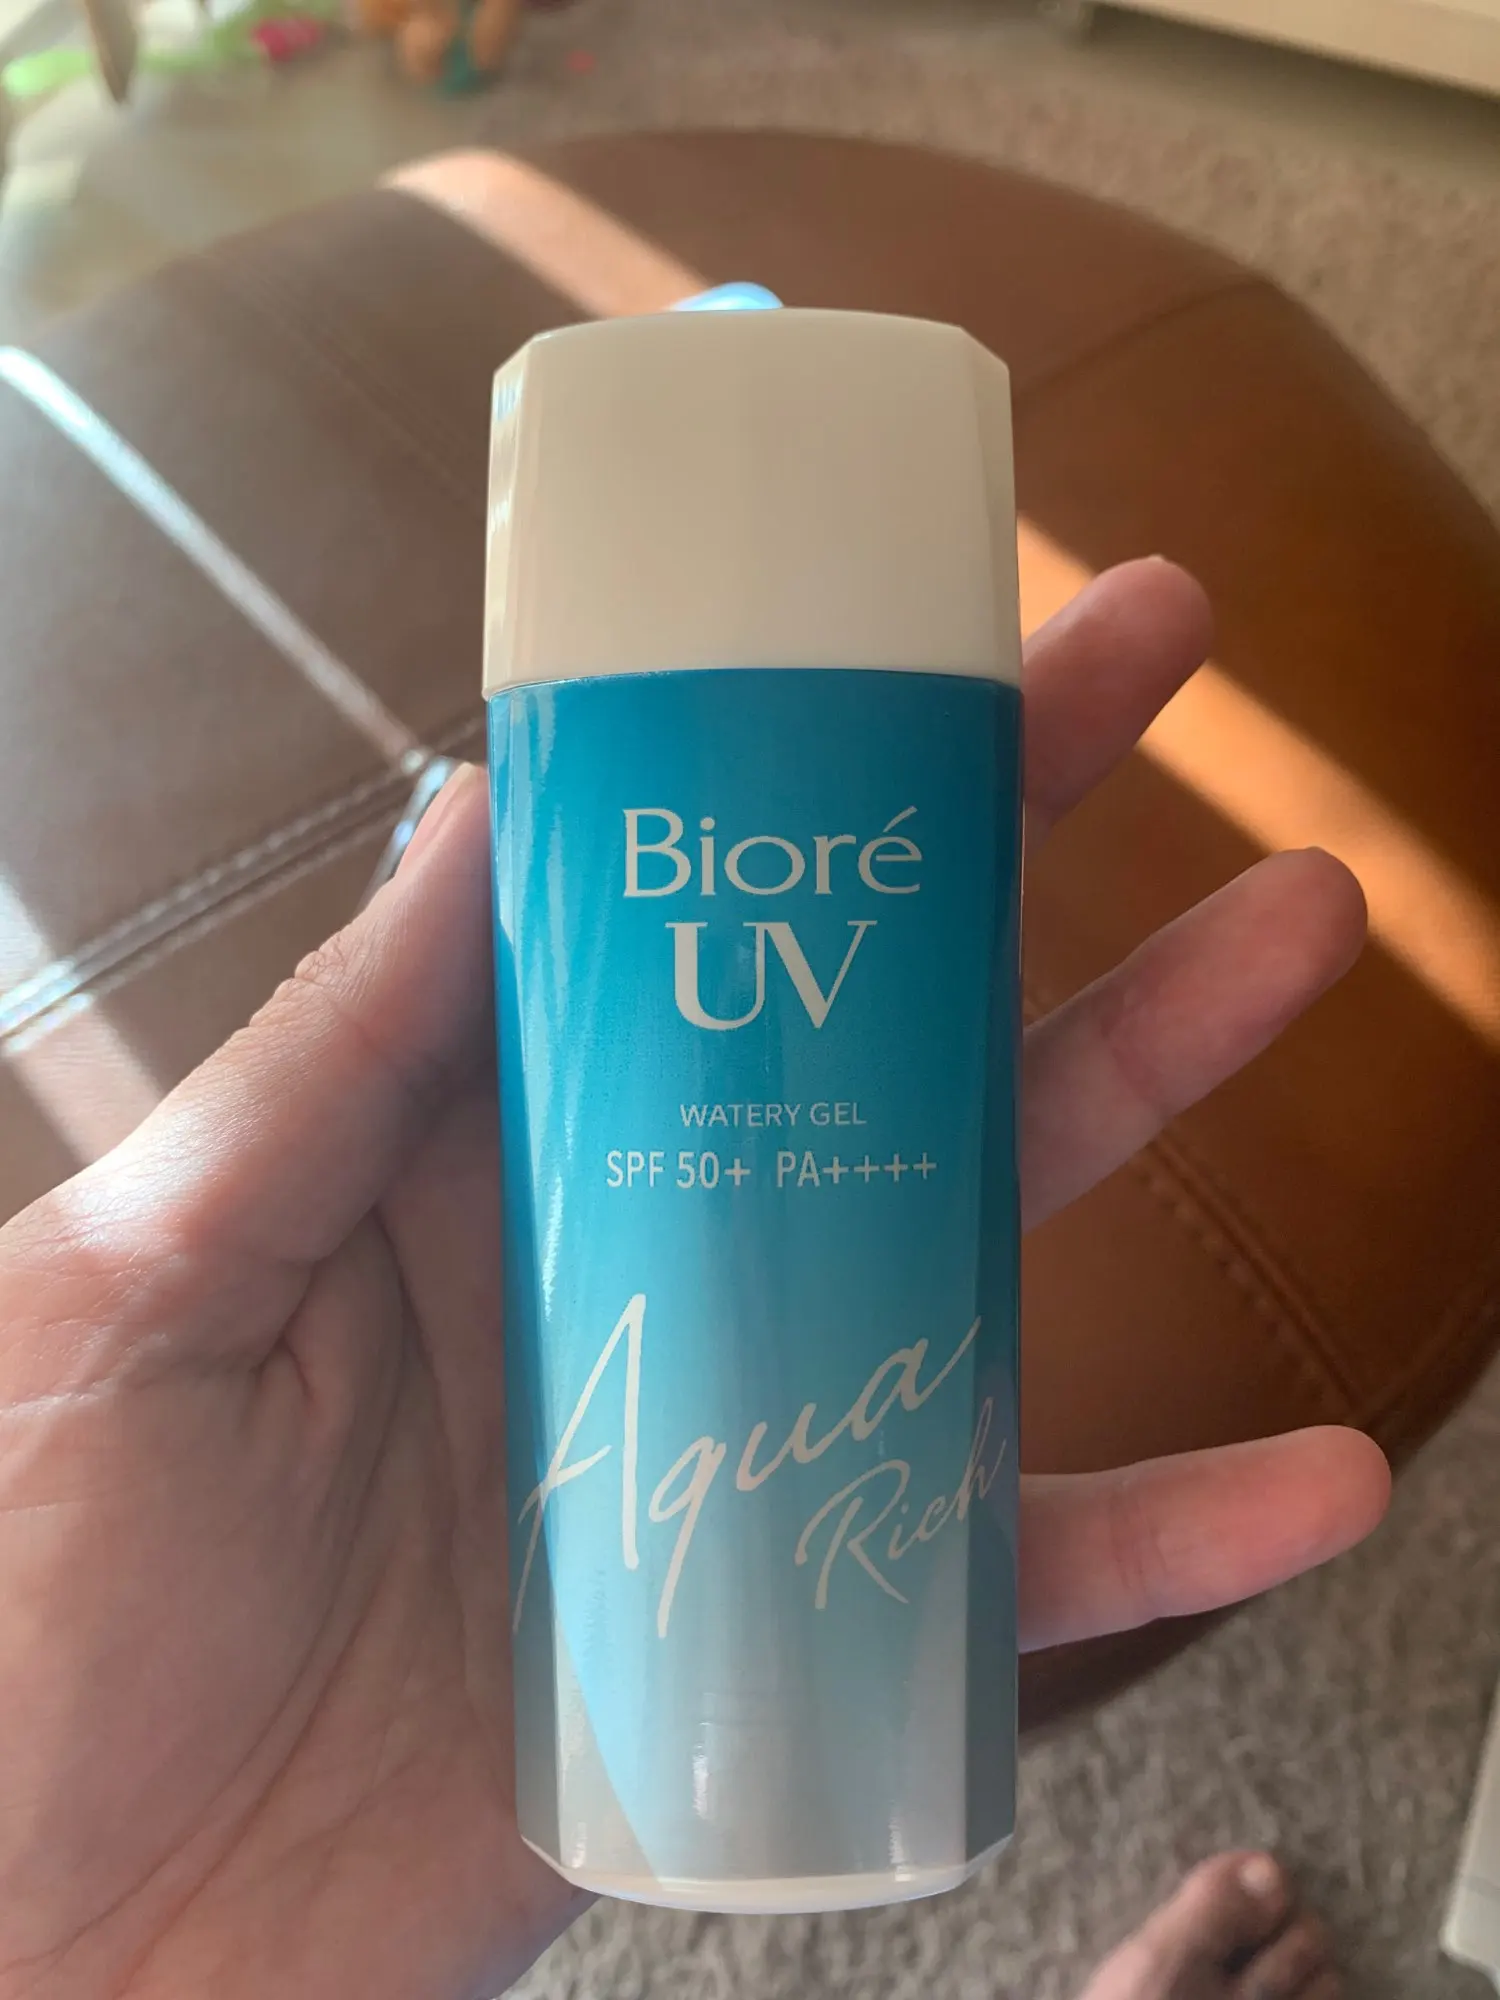 Bioré
UV
WATERY GEL
SPF 50+ PA++++
Aqua
Rich